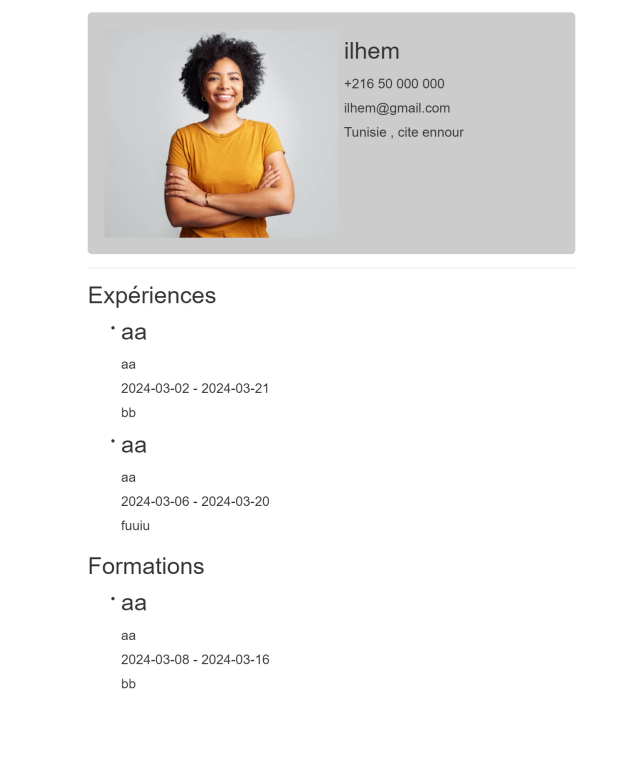 ilhem
+216 50 000 000
ilhem@gmail.com
Tunisie , cite ennour
Expériences
• aa
aa
2024-03-02 - 2024-03-21
bb
• aa
aa
2024-03-06 - 2024-03-20
fuuiu
Formations
• aa
aa
2024-03-08 - 2024-03-16
bb